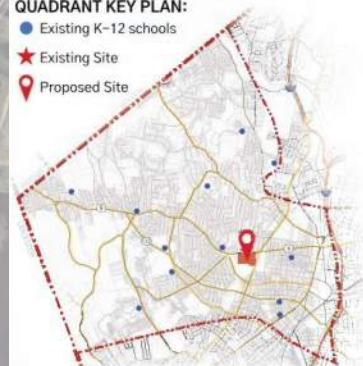 QUADRANT KEY PLAN:
Existing K-12 schools
Existing Site
Proposed Site